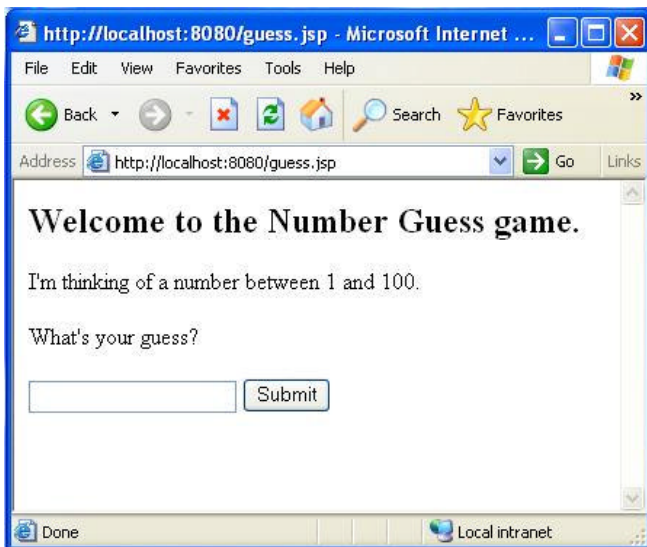 http://localhost:8080/guess.jsp - Microsoft Internet ...
File Edit View Favorites Tools Help
Back Search Favorites »
Address http://localhost:8080/guess.jsp Go Links
Welcome to the Number Guess game.
I'm thinking of a number between 1 and 100.
What's your guess?
Submit
Done Local intranet